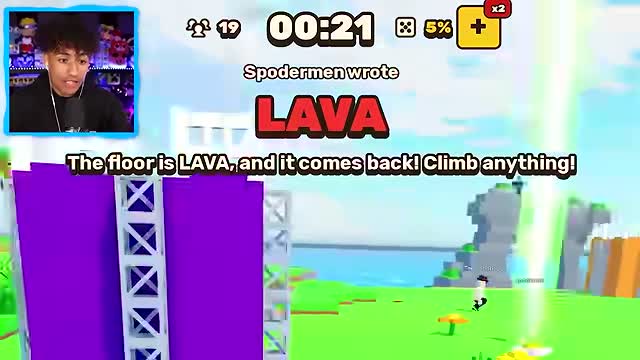 19
00:21
5%
+
x2
Spodermen wrote
LAVA
The floor is LAVA, and it comes back! Climb anything!